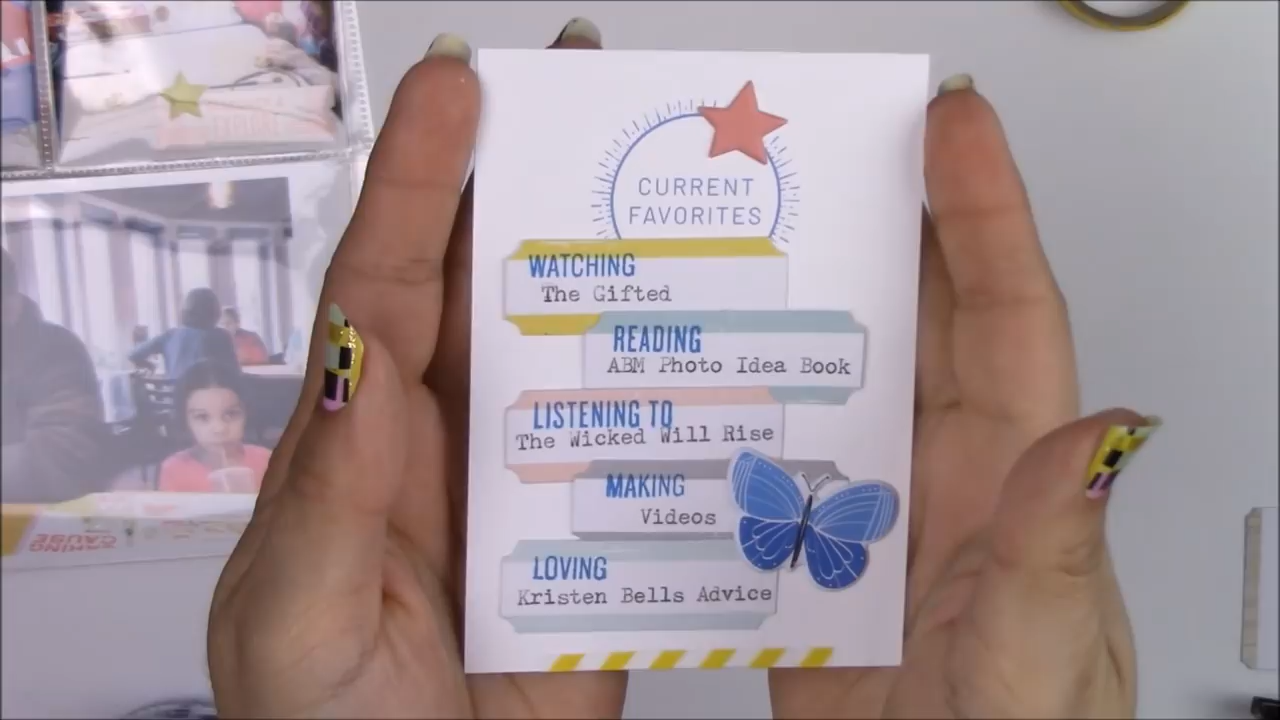 CURRENT
FAVORITES
WATCHING
The Gifted
READING
ABM Photo Idea Book
LISTENING TO
The Wicked Will Rise
MAKING
Videos
LOVING
Kristen Bells Advice